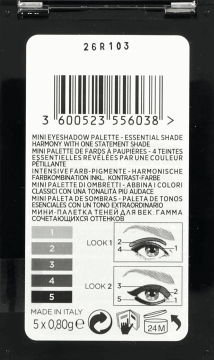 26R103
3 600523 556038 >
MINI EYESHADOW PALETTE - ESSENTIAL SHADE
HARMONY WITH ONE STATEMENT SHADE
MINI PALETTE DE FARDS A PAUPIÈRES - 4 TEINTES
ESSENTIELLES RÉVÉLÉES PAR UNE COULEUR
PÉTILLANTE
INTENSIVE FARB-PIGMENTE - HARMONISCHE
FARBKOMBINATION INKL. KONTRAST-FARBE
MINI PALETTE DI OMBRETTI - ABBINA I COLORI
CLASSICI CON UNA TONALITÀ AUDACE
MINI PALETA DE SOMBRAS - PALETA DE TONOS
ESENCIALES CON UN TONO EXTRAORDINARIO
МИНИ-ПАЛЕТКА ТЕНЕЙ ДЛЯ ВЕК. ГАММА
СОЧЕТАЮЩИХСЯ ОТТЕНКОВ
1
2
3
4
5
LOOK 1
2
4
1
2
5
LOOK 2
3
5
MADE IN ITALY
5 x 0,80g
24M